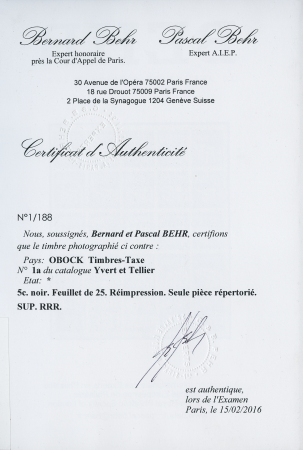 Bernard Behr Pascal Behr
Expert honoraire Expert A.I.E.P.
près la Cour d'Appel de Paris.
30 Avenue de l'Opéra 75002 Paris France
18 rue Drouot 75009 Paris France
2 Place de la Synagogue 1204 Genève Suisse
Certificat d'Authenticité
N°1/188
Nous, soussignés, Bernard et Pascal BEHR, certifions
que le timbre photographié ci contre :
Pays: OBOCK Timbres-Taxe
N° 1a du catalogue Yvert et Tellier
Etat: *
5c. noir. Feuillet de 25. Réimpression. Seule pièce répertorié.
SUP. RRR.
est authentique,
lors de l'Examen
Paris, le 15/02/2016